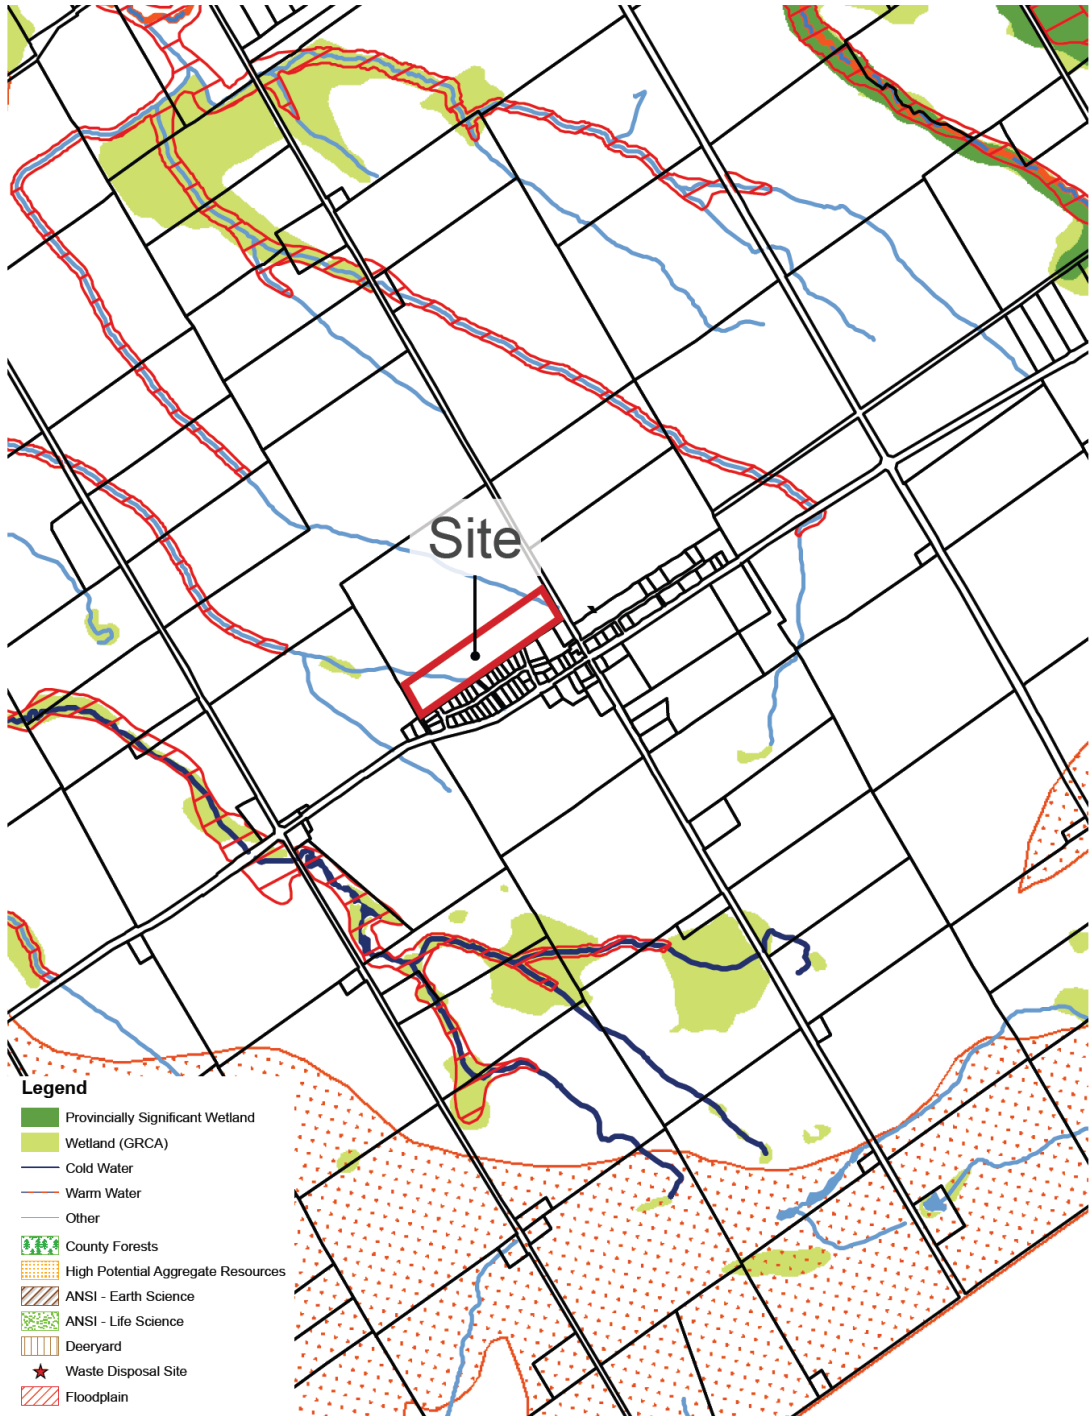 Site
Legend
Provincially Significant Wetland
Wetland (GRCA)
Cold Water
Warm Water
Other
County Forests
High Potential Aggregate Resources
ANSI - Earth Science
ANSI - Life Science
Deeryard
Waste Disposal Site
Floodplain